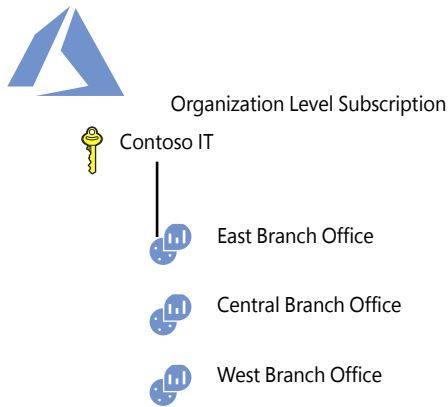 Organization Level Subscription
Contoso IT
East Branch Office
Central Branch Office
West Branch Office